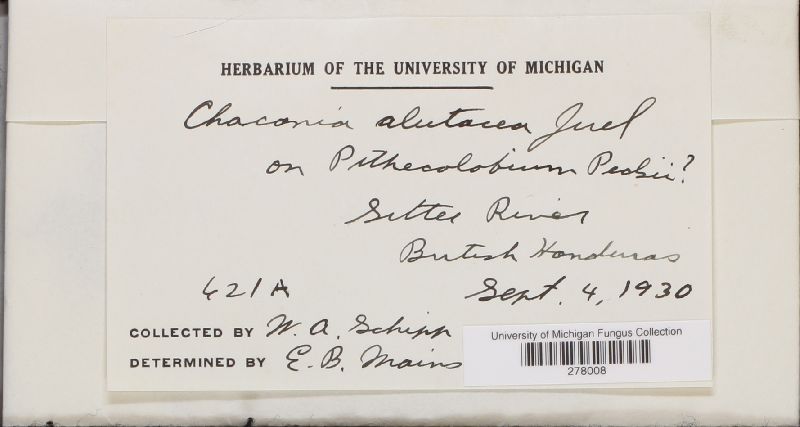 HERBARIUM OF THE UNIVERSITY OF MICHIGAN
Chaconia alutacea Juel
on Pithecolobium Peckii?
Sittee River
British Honduras
621A Sept. 4, 1930
COLLECTED BY W. A. Schipp
DETERMINED BY E. B. Mains
University of Michigan Fungus Collection
278008